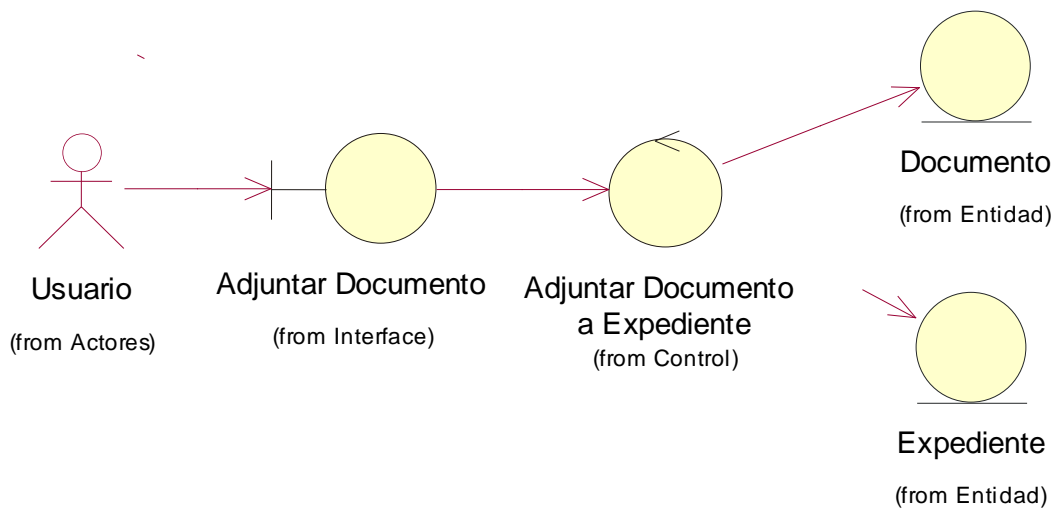 Usuario
(from Actores)
Adjuntar Documento
(from Interface)
Adjuntar Documento
a Expediente
(from Control)
Documento
(from Entidad)
Expediente
(from Entidad)